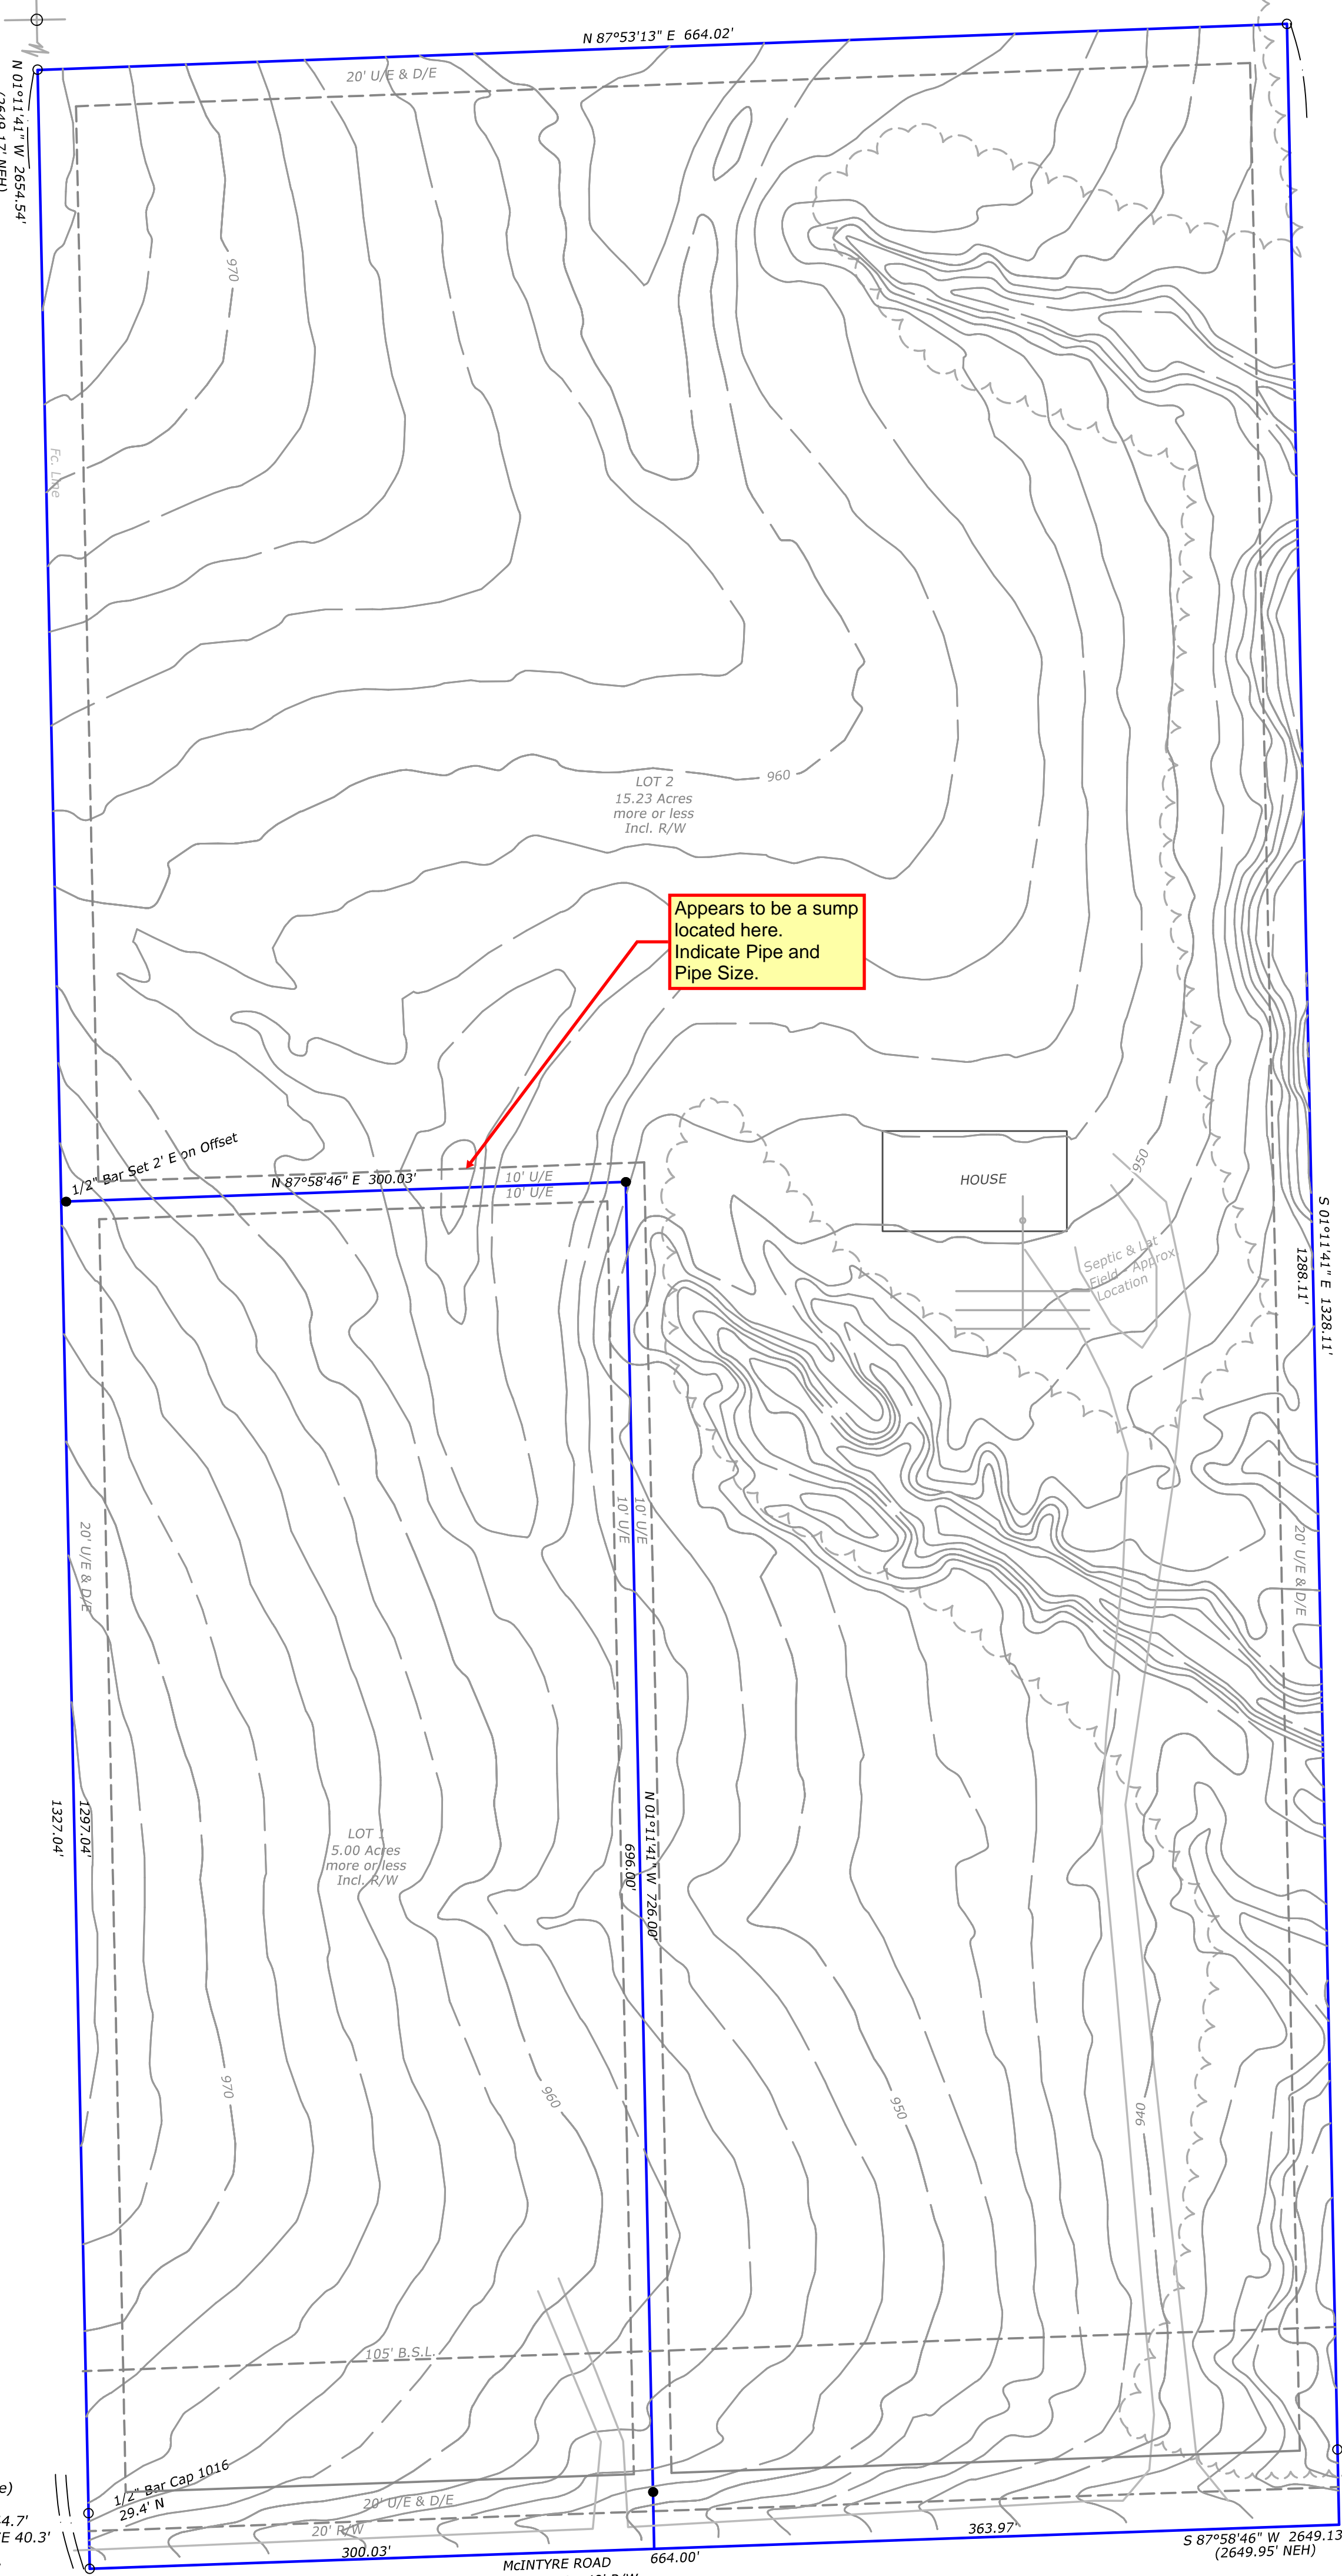 N 87°53'13" E  664.02'
20' U/E & D/E
N 01°11'41" W  2654.54'
(2649.17' NEH)
970
Fc. Line
LOT 2
15.23 Acres
more or less
Incl. R/W
960
Appears to be a sump
located here.
Indicate Pipe and
Pipe Size.
1/2" Bar Set 2' E on Offset
N 87°58'46" E  300.03'
10' U/E
10' U/E
HOUSE
950
Septic & Lat
Field - Approx
Location
S 01°11'41" E  1328.11'
1288.11'
10' U/E
10' U/E
20' U/E & D/E
20' U/E & D/E
1327.04'
1297.04'
LOT 1
5.00 Acres
more or less
Incl. R/W
N 01°11'41" W  726.00'
696.00'
970
960
950
940
105' B.S.L.
1/2" Bar Cap 1016
29.4' N
20' U/E & D/E
20' R/W
e)
4.7'
E 40.3'
300.03'
363.97'
McINTYRE ROAD
664.00'
S 87°58'46" W  2649.13
(2649.95' NEH)